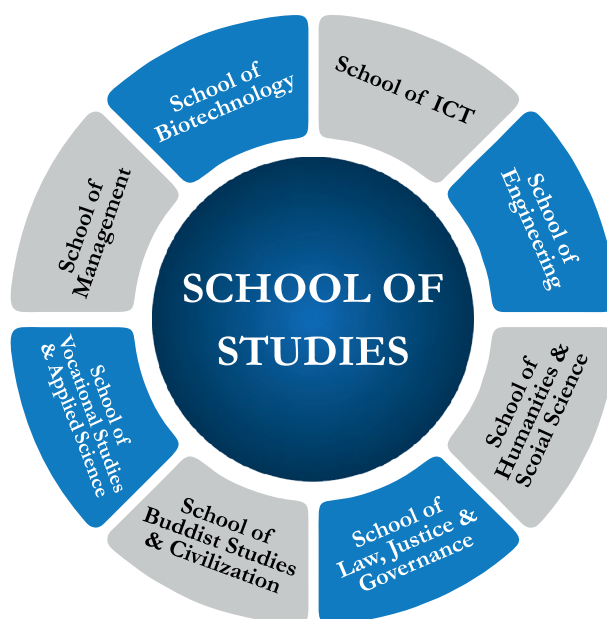 SCHOOL OF
STUDIES
School of ICT
School of
Engineering
School of
Humanities &
Scoial Science
School of
Law, Justice &
Governance
School of
Buddist Studies
& Civilization
School of
Vocational Studies
& Applied Science
School of
Management
School of
Biotechnology